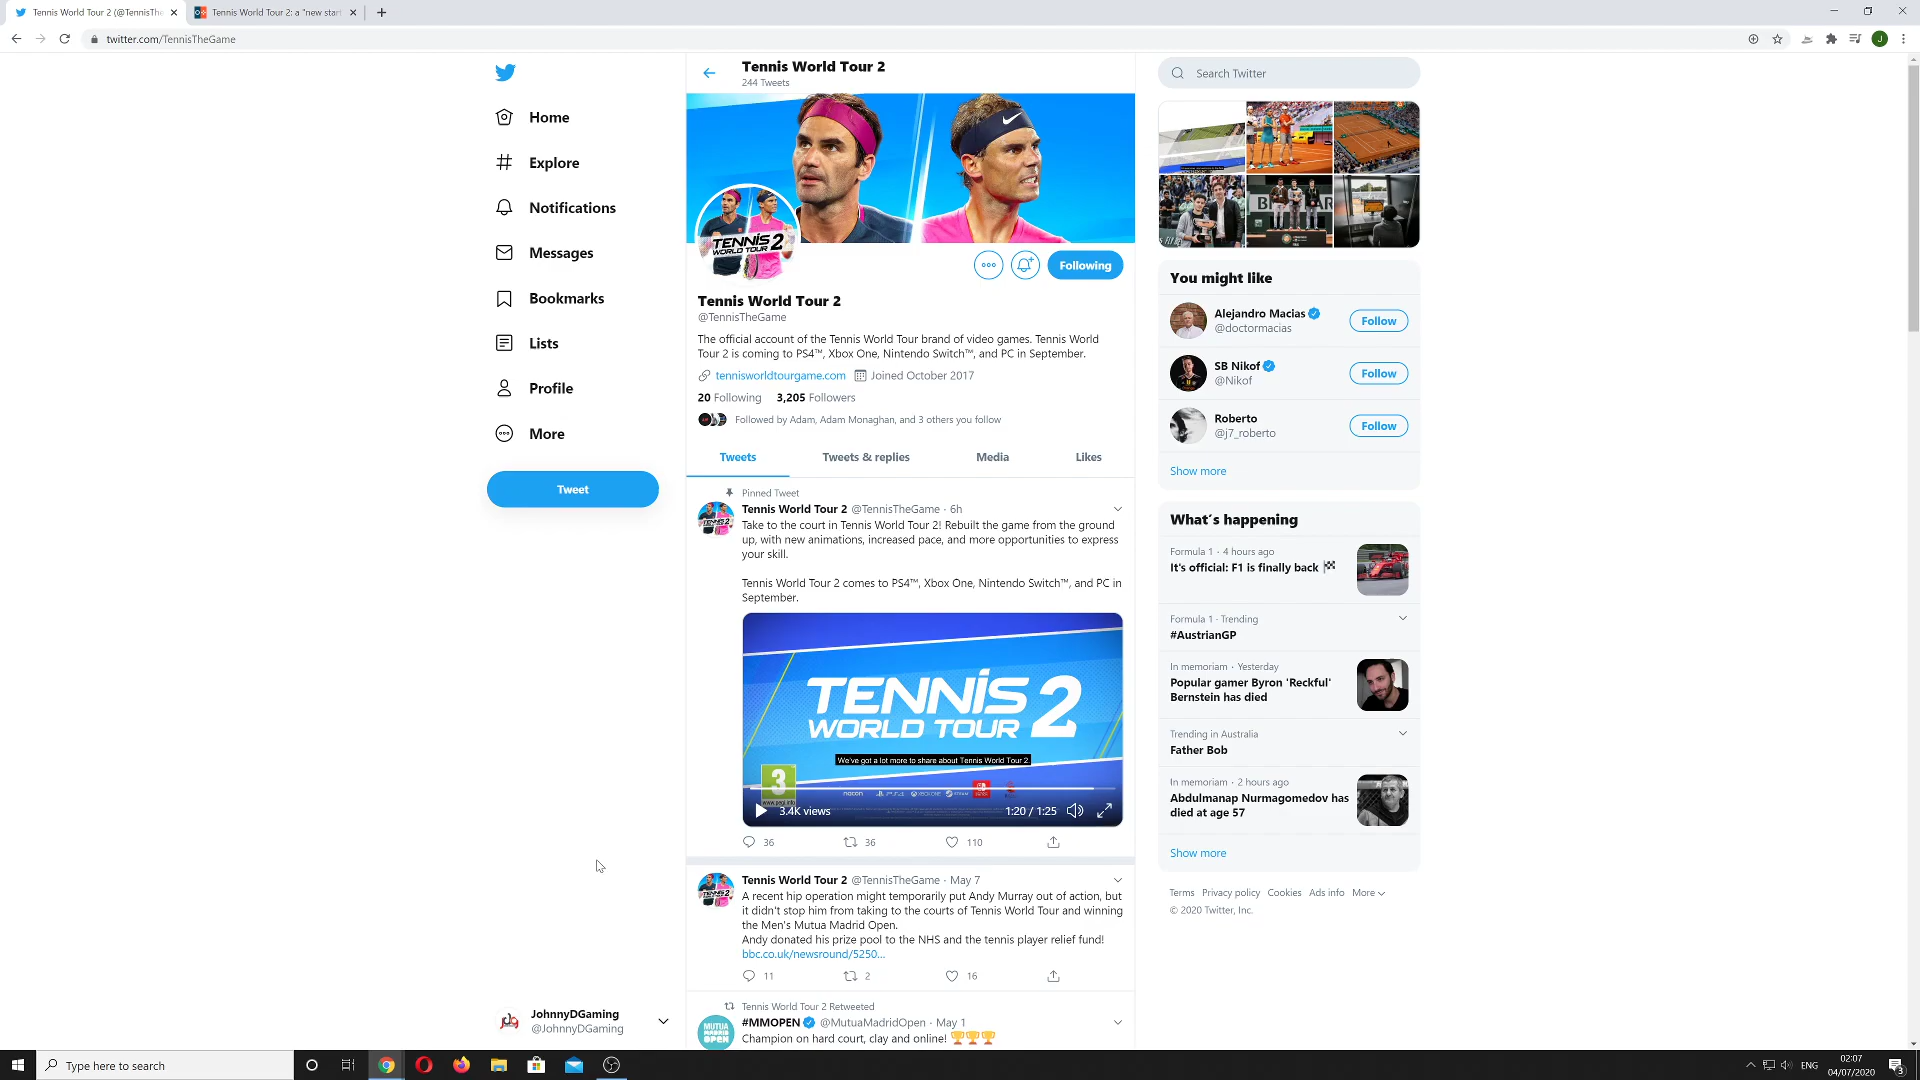 Tennis World Tour 2 (@TennisThe
Tennis World Tour 2: a "new start
twitter.com/TennisTheGame
J
Home
Explore
Notifications
Messages
Bookmarks
Lists
Profile
More
Tweet
JohnnyDGaming
@JohnnyDGaming
Tennis World Tour 2
244 Tweets
TENNIS
WORLD TOUR 2
Following
Tennis World Tour 2
@TennisTheGame
The official account of the Tennis World Tour brand of video games. Tennis World
Tour 2 is coming to PS4™, Xbox One, Nintendo Switch™, and PC in September.
tennisworldtourgame.com Joined October 2017
20 Following 3,205 Followers
Followed by Adam, Adam Monaghan, and 3 others you follow
Tweets Tweets & replies Media Likes
Pinned Tweet
Tennis World Tour 2 @TennisTheGame · 6h
Take to the court in Tennis World Tour 2! Rebuilt the game from the ground
up, with new animations, increased pace, and more opportunities to express
your skill.
Tennis World Tour 2 comes to PS4™, Xbox One, Nintendo Switch™, and PC in
September.
TENNIS
WORLD TOUR 2
We've got a lot more to share about Tennis World Tour 2.
3
www.pegi.info
nacon PS4 XBOX ONE STEAM
3.4K views 1:20 / 1:25
36 36 110
Tennis World Tour 2 @TennisTheGame · May 7
A recent hip operation might temporarily put Andy Murray out of action, but
it didn't stop him from taking to the courts of Tennis World Tour and winning
the Men's Mutua Madrid Open.
Andy donated his prize pool to the NHS and the tennis player relief fund!
bbc.co.uk/newsround/5250...
11 2 16
Tennis World Tour 2 Retweeted
MUTUA
MADRID
OPEN
#MMOPEN @MutuaMadridOpen · May 1
Champion on hard court, clay and online! 🏆🏆🏆
Search Twitter
You might like
Alejandro Macias
@doctormacias
Follow
SB Nikof
@Nikof
Follow
Roberto
@j7_roberto
Follow
Show more
What's happening
Formula 1 · 4 hours ago
It's official: F1 is finally back 🏁
Formula 1 · Trending
#AustrianGP
In memoriam · Yesterday
Popular gamer Byron 'Reckful'
Bernstein has died
Trending in Australia
Father Bob
In memoriam · 2 hours ago
Abdulmanap Nurmagomedov has
died at age 57
Show more
Terms Privacy policy Cookies Ads info More
© 2020 Twitter, Inc.
Type here to search
ENG
02:07
04/07/2020
3